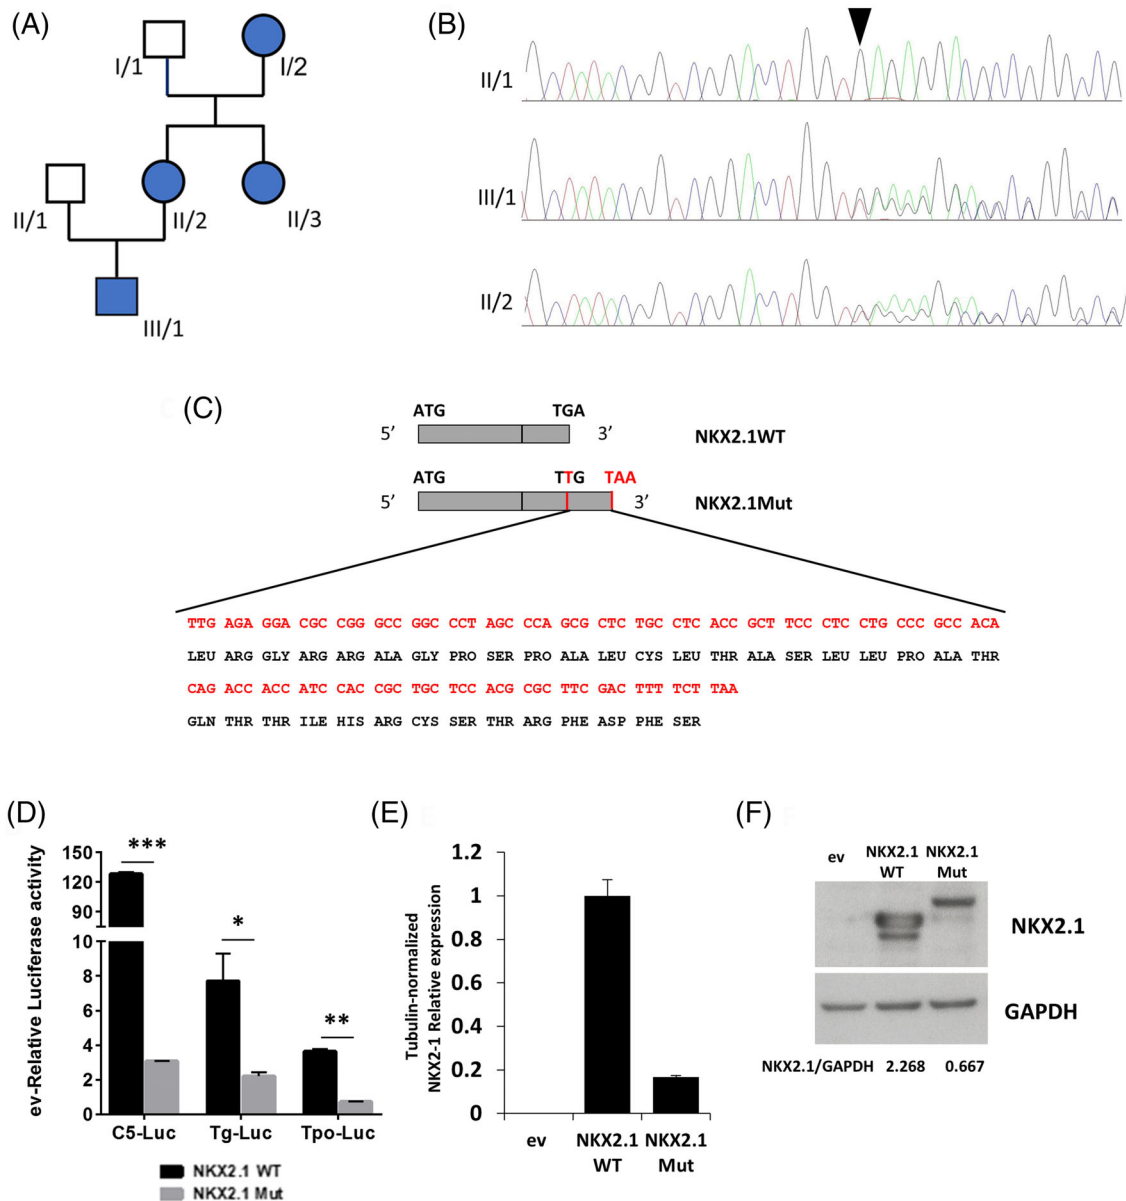 (A)
I/1
I/2
II/1
II/2
II/3
III/1
(B)
II/1
III/1
II/2
(C)
ATG TGA
5’ 3’ NKX2.1WT
ATG TTG TAA
5’ 3’ NKX2.1Mut
TTG AGA GGA CGC CGG GCC GGC CCT AGC CCA GCG CTC TGC CTC ACC GCT TCC CTC CTG CCC GCC ACA
LEU ARG GLY ARG ARG ALA GLY PRO SER PRO ALA LEU CYS LEU THR ALA SER LEU LEU PRO ALA THR
CAG ACC ACC ATC CAC CGC TGC TCC ACG CGC TTC GAC TTT TCT TAA
GLN THR THR ILE HIS ARG CYS SER THR ARG PHE ASP PHE SER
(D)
ev-Relative Luciferase activity
150
120
90
10
8
6
4
2
0
***
*
**
C5-Luc Tg-Luc Tpo-Luc
NKX2.1 WT
NKX2.1 Mut
(E)
Tubulin-normalized
NKX2-1 Relative expression
1.2
1
0.8
0.6
0.4
0.2
0
ev NKX2.1 NKX2.1
WT Mut
(F)
ev NKX2.1 NKX2.1
WT Mut
NKX2.1
GAPDH
NKX2.1/GAPDH 2.268 0.667